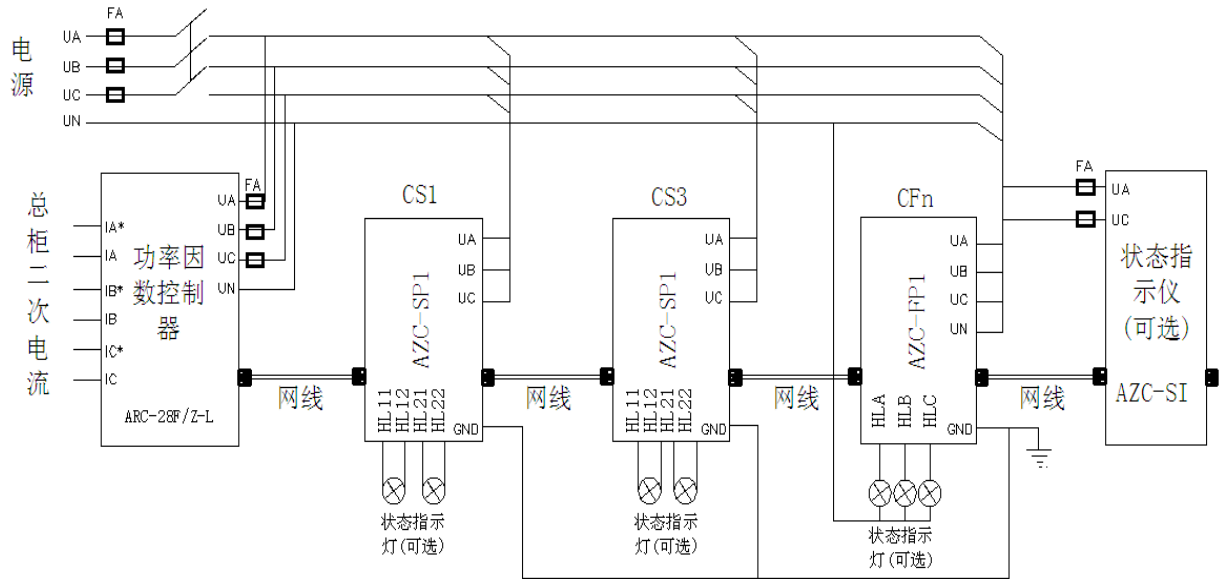 FA
电
源
UA
UB
UC
UN
总
柜
二
次
电
流
IA*
IA
IB*
IB
IC*
IC
功率因
数控制
器
ARC-28F/Z-L
UA
UB
UC
UN
FA
网线
CS1
AZC-SP1
UA
UB
UC
HL11
HL12
HL21
HL22
GND
状态指示
灯(可选)
网线
CS3
AZC-SP1
UA
UB
UC
HL11
HL12
HL21
HL22
GND
状态指示
灯(可选)
网线
CFn
AZC-FP1
UA
UB
UC
UN
HLA
HLB
HLC
GND
状态指示
灯(可选)
网线
FA
UA
UC
状态指
示仪
(可选)
AZC-SI